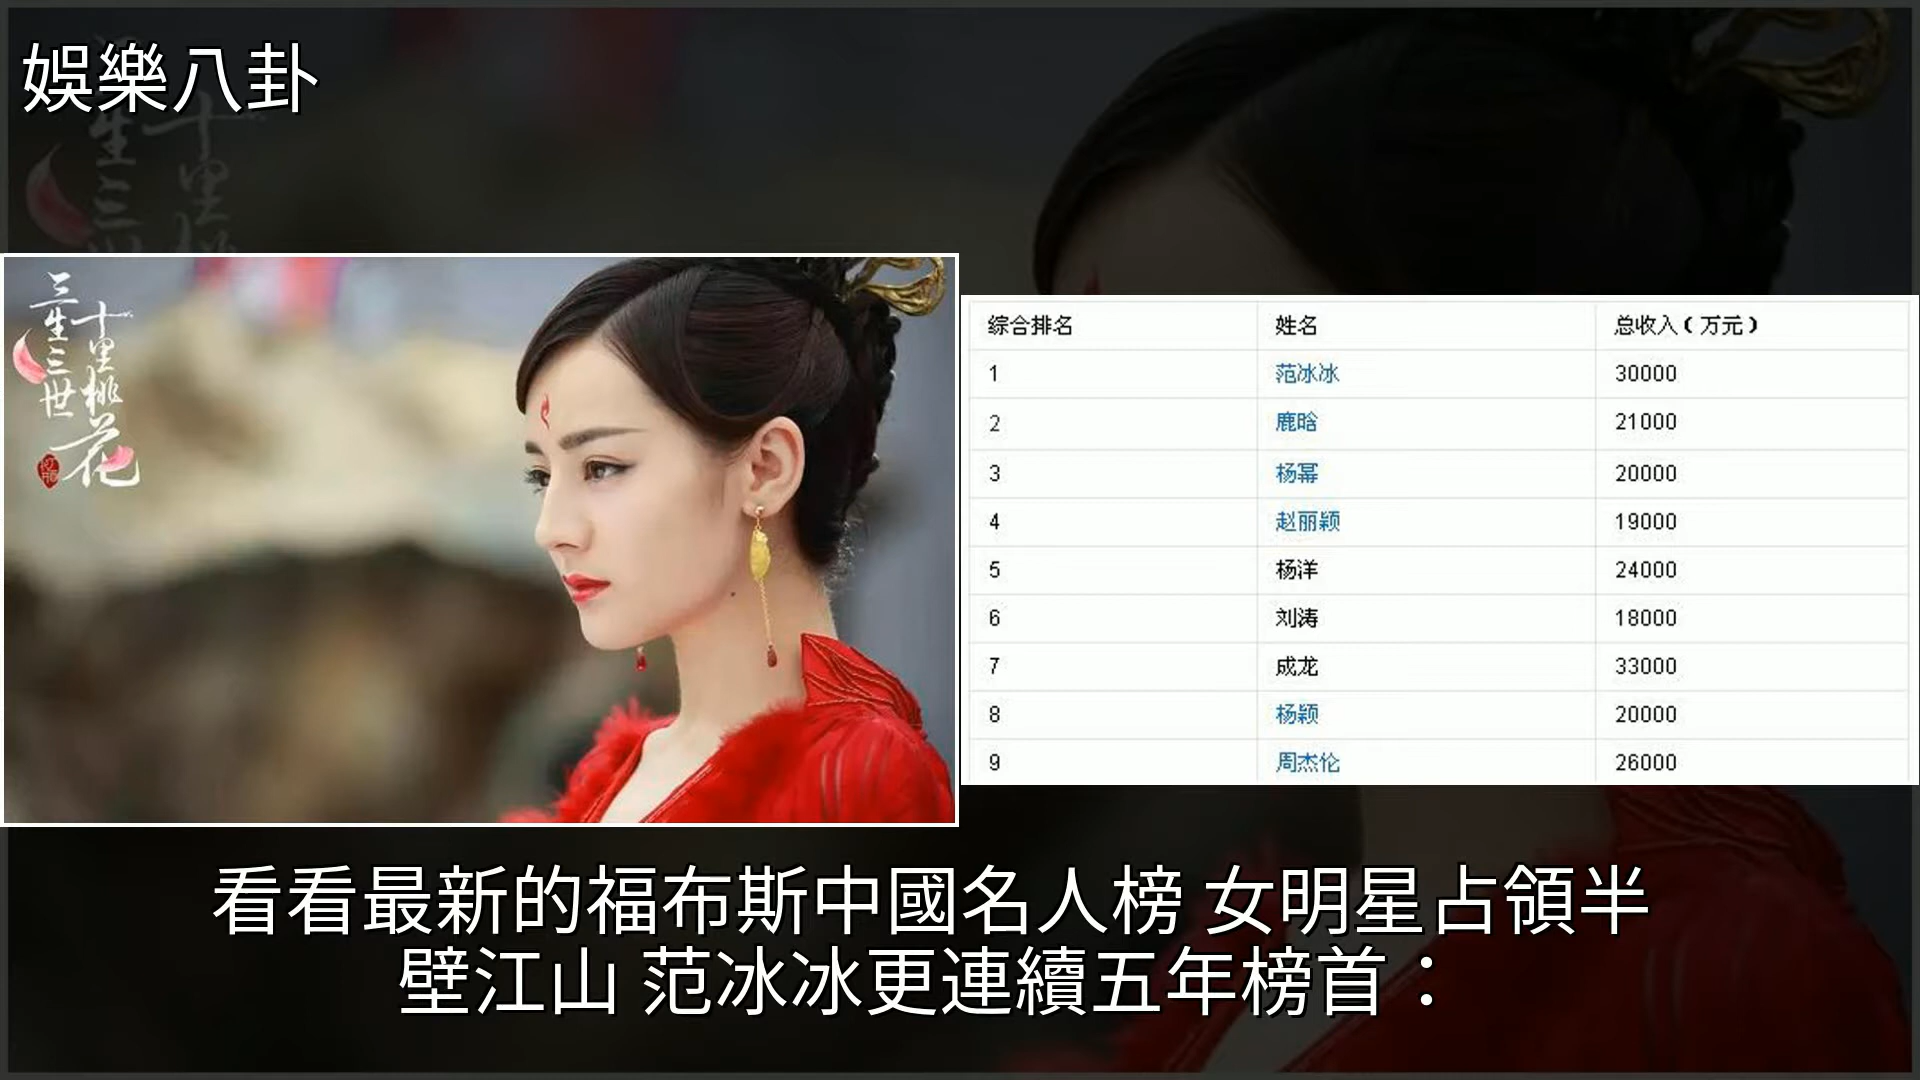 娛樂八卦
三生三世
十里桃花
综合排名 姓名 总收入（万元）
1 范冰冰 30000
2 鹿晗 21000
3 杨幂 20000
4 赵丽颖 19000
5 杨洋 24000
6 刘涛 18000
7 成龙 33000
8 杨颖 20000
9 周杰伦 26000
看看最新的福布斯中國名人榜 女明星占領半
壁江山 范冰冰更連續五年榜首：